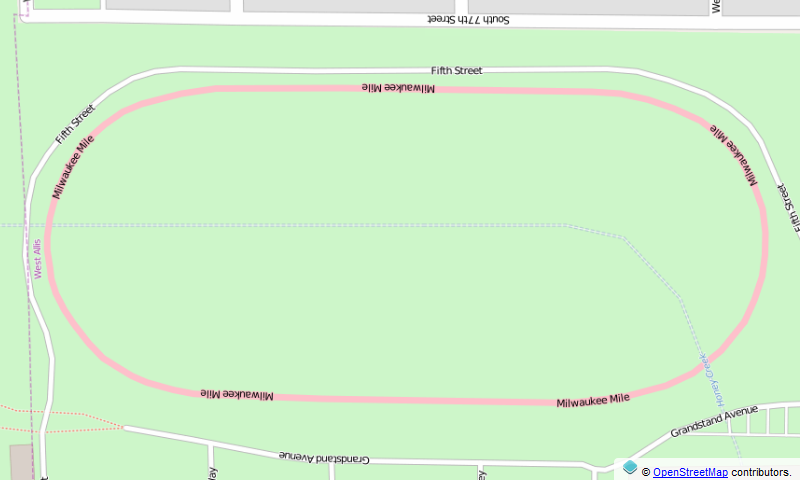 We
South 77th Street
Fifth Street
Milwaukee Mile
Fifth Street
Milwaukee Mile
Milwaukee Mile
Fifth Street
West Allis
Honey Creek
Milwaukee Mile
Milwaukee Mile
Grandstand Avenue
Grandstand Avenue
© OpenStreetMap contributors.